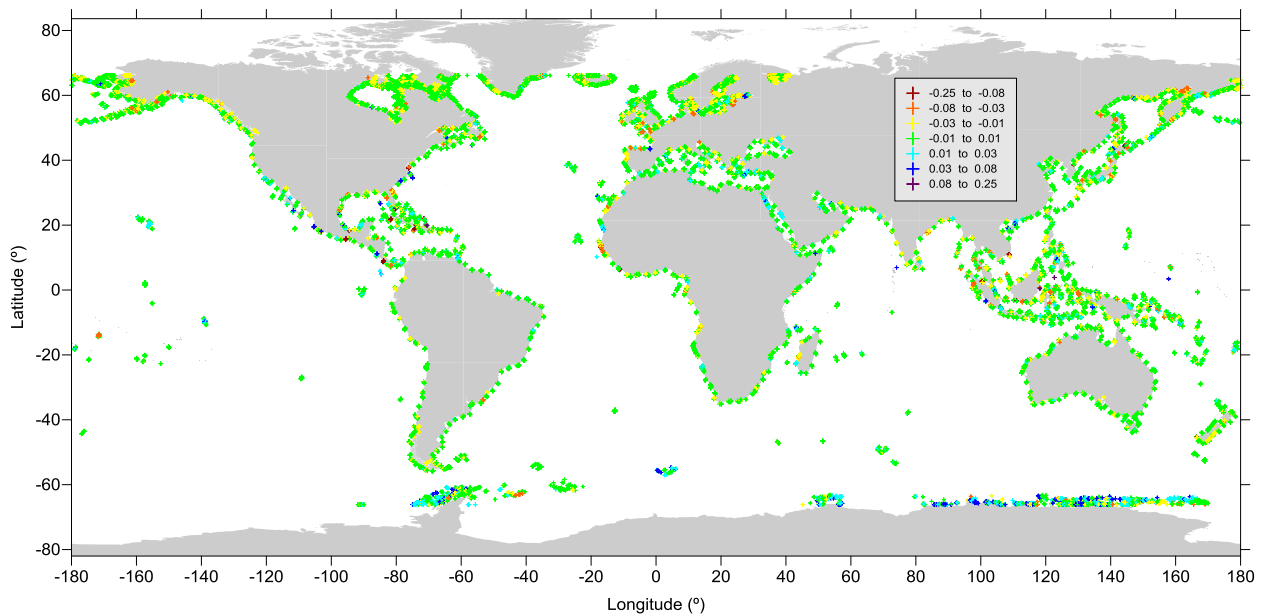 80
60
40
20
0
-20
-40
-60
-80
Latitude (º)
-0.25 to -0.08
-0.08 to -0.03
-0.03 to -0.01
-0.01 to 0.01
0.01 to 0.03
0.03 to 0.08
0.08 to 0.25
-180 -160 -140 -120 -100 -80 -60 -40 -20 0 20 40 60 80 100 120 140 160 180
Longitude (º)